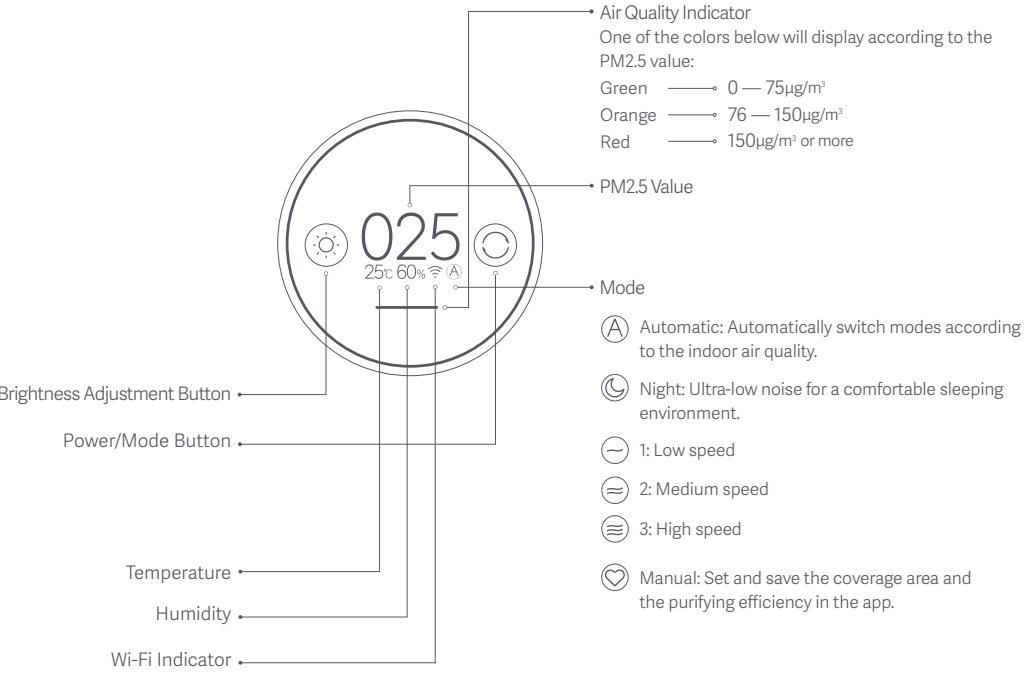 Air Quality Indicator
One of the colors below will display according to the
PM2.5 value:
Green 0 — 75μg/m³
Orange 76 — 150μg/m³
Red 150μg/m³ or more
PM2.5 Value
025
25℃ 60% A
Mode
A Automatic: Automatically switch modes according
to the indoor air quality.
Night: Ultra-low noise for a comfortable sleeping
environment.
1: Low speed
2: Medium speed
3: High speed
Manual: Set and save the coverage area and
the purifying efficiency in the app.
Brightness Adjustment Button
Power/Mode Button
Temperature
Humidity
Wi-Fi Indicator